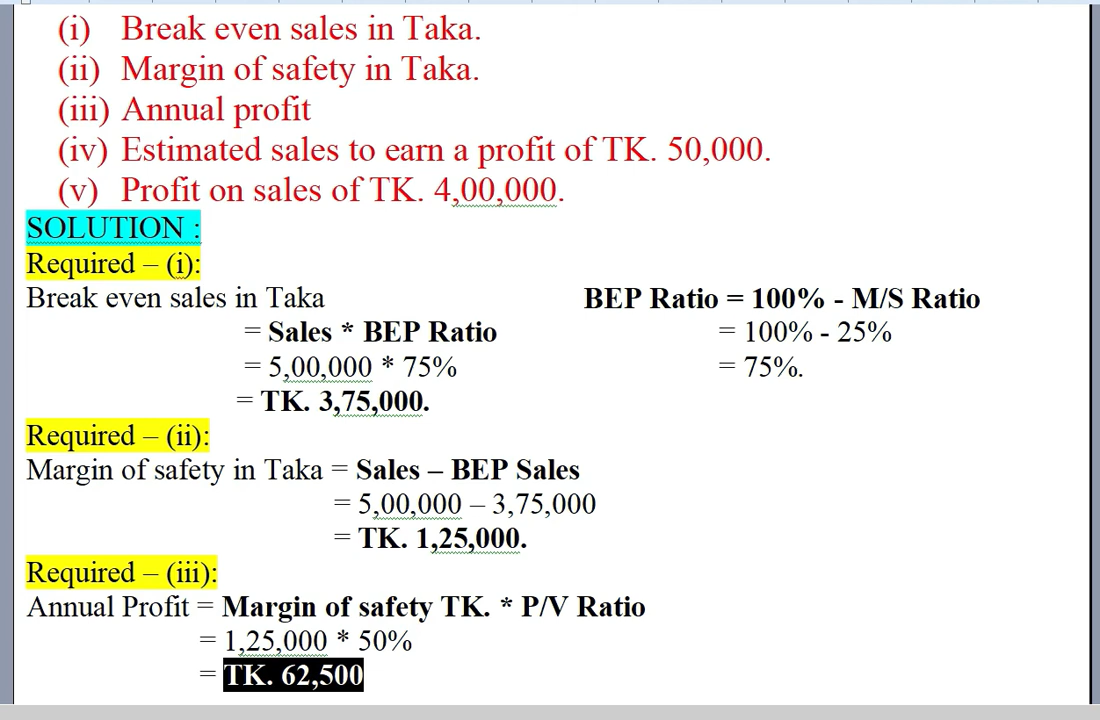 (i) Break even sales in Taka.
(ii) Margin of safety in Taka.
(iii) Annual profit
(iv) Estimated sales to earn a profit of TK. 50,000.
(v) Profit on sales of TK. 4,00,000.
SOLUTION :
Required – (i):
Break even sales in Taka BEP Ratio = 100% - M/S Ratio
= Sales * BEP Ratio = 100% - 25%
= 5,00,000 * 75% = 75%.
= TK. 3,75,000.
Required – (ii):
Margin of safety in Taka = Sales – BEP Sales
= 5,00,000 – 3,75,000
= TK. 1,25,000.
Required – (iii):
Annual Profit = Margin of safety TK. * P/V Ratio
= 1,25,000 * 50%
= TK. 62,500